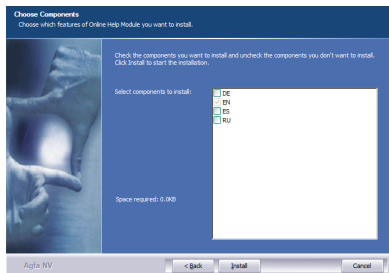 Choose Components
Choose which features of Online Help Module you want to install.
Check the components you want to install and uncheck the components you don't want to install.
Click Install to start the installation.
Select components to install:
DE
EN
ES
RU
Space required: 0.0KB
Agfa NV
< Back
Install
Cancel